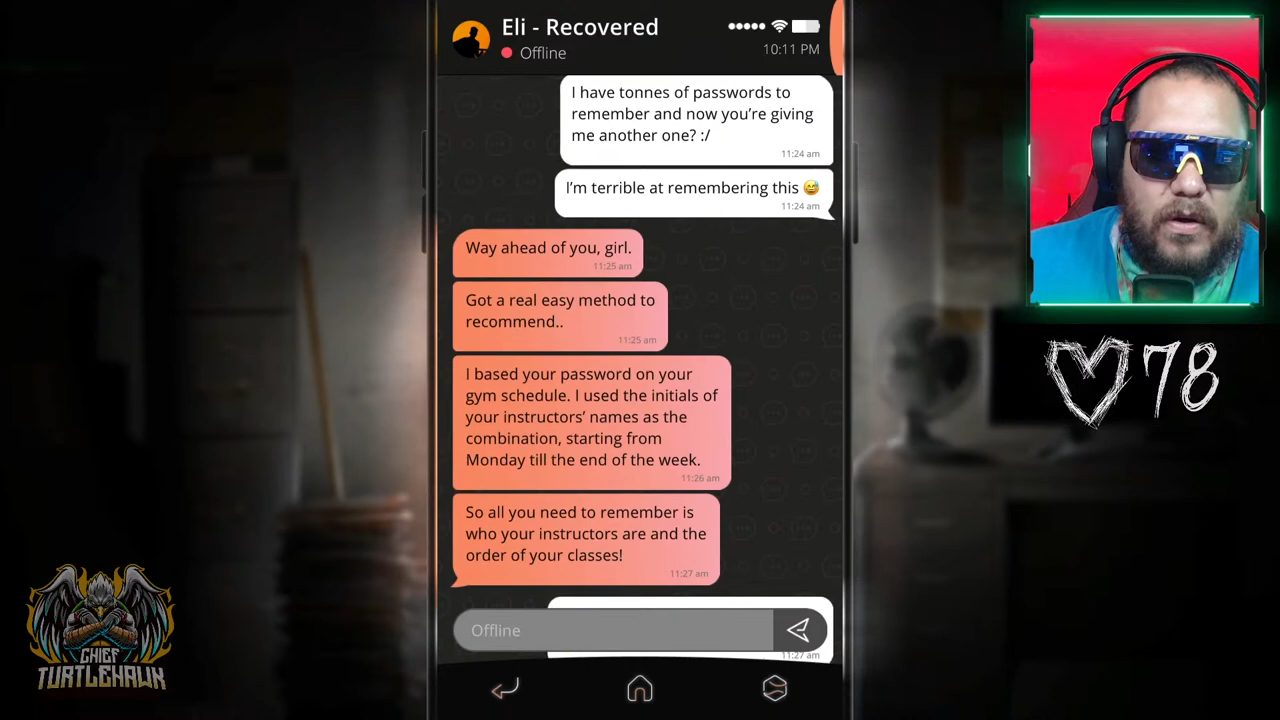 Eli - Recovered
Offline
10:11 PM
I have tonnes of passwords to
remember and now you're giving
me another one? :/
11:24 am
I'm terrible at remembering this 😅
11:24 am
Way ahead of you, girl.
11:25 am
Got a real easy method to
recommend..
11:25 am
I based your password on your
gym schedule. I used the initials of
your instructors' names as the
combination, starting from
Monday till the end of the week.
11:26 am
So all you need to remember is
who your instructors are and the
order of your classes!
11:27 am
Offline
11:27 am
78
CHIEF
TURTLEHAWK